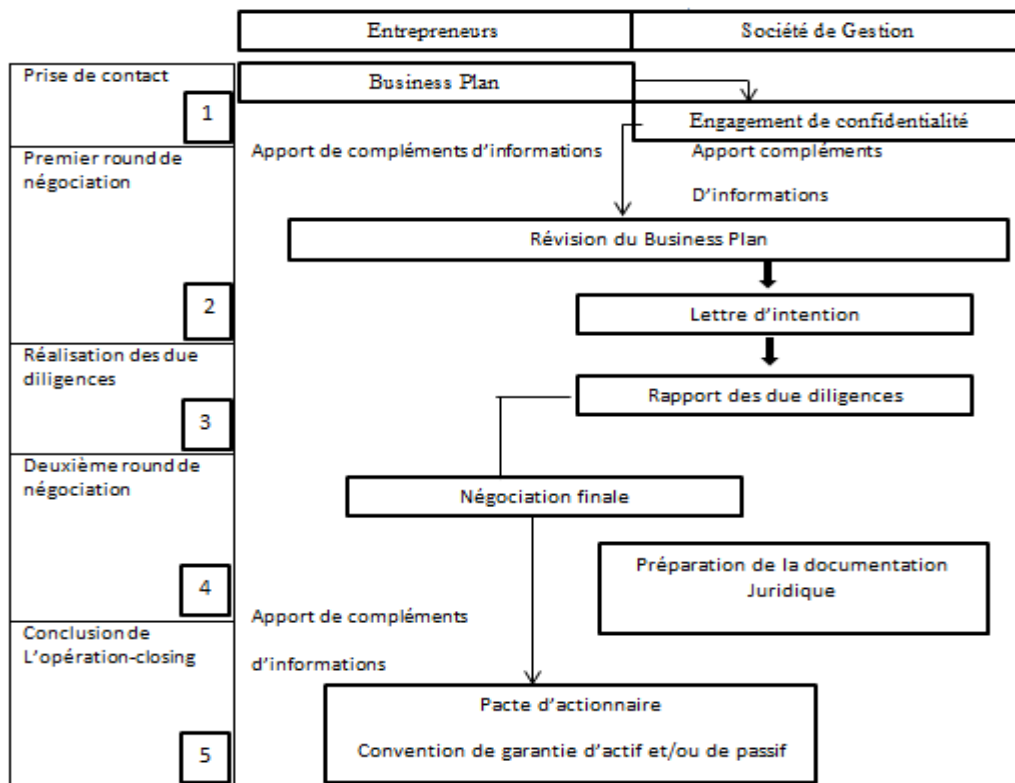 Entrepreneurs
Société de Gestion
Prise de contact
1
Business Plan
Engagement de confidentialité
Premier round de
négociation
2
Apport de compléments d'informations
Apport compléments
D'informations
Révision du Business Plan
Lettre d'intention
Réalisation des due
diligences
3
Rapport des due diligences
Deuxième round de
négociation
4
Négociation finale
Préparation de la documentation
Juridique
Apport de compléments
d'informations
Conclusion de
L'opération-closing
5
Pacte d'actionnaire
Convention de garantie d'actif et/ou de passif